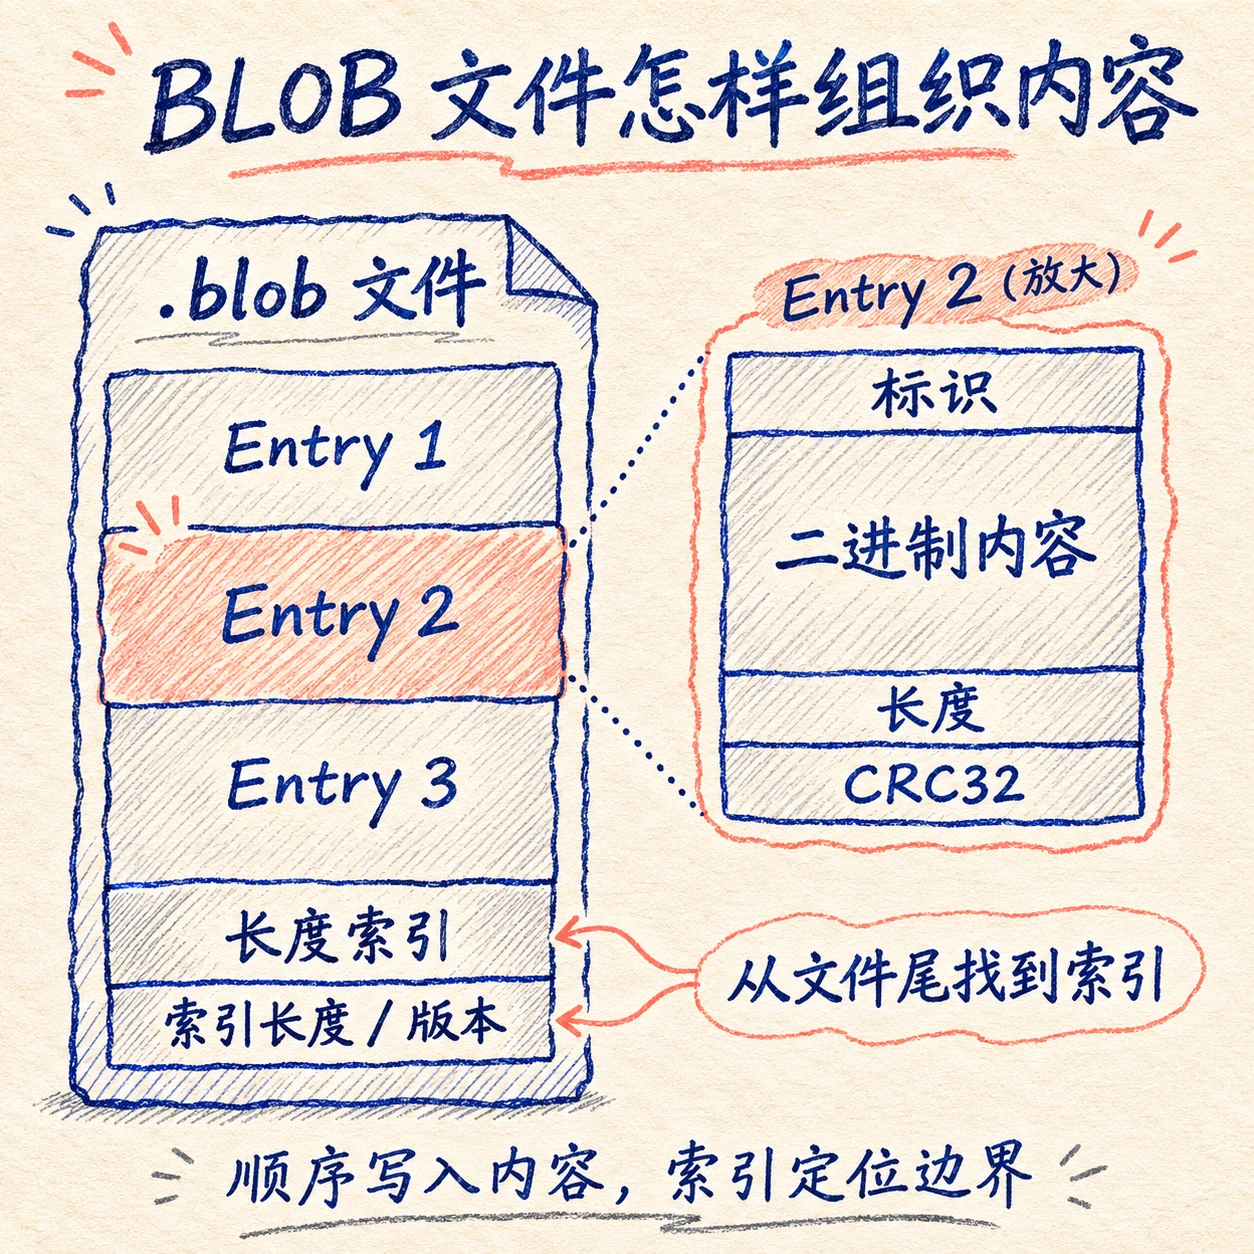 BLOB 文件怎样组织内容
.blob 文件
Entry 1
Entry 2
Entry 3
长度索引
索引长度 / 版本
Entry 2 (放大)
标识
二进制内容
长度
CRC32
从文件尾找到索引
顺序写入内容，索引定位边界